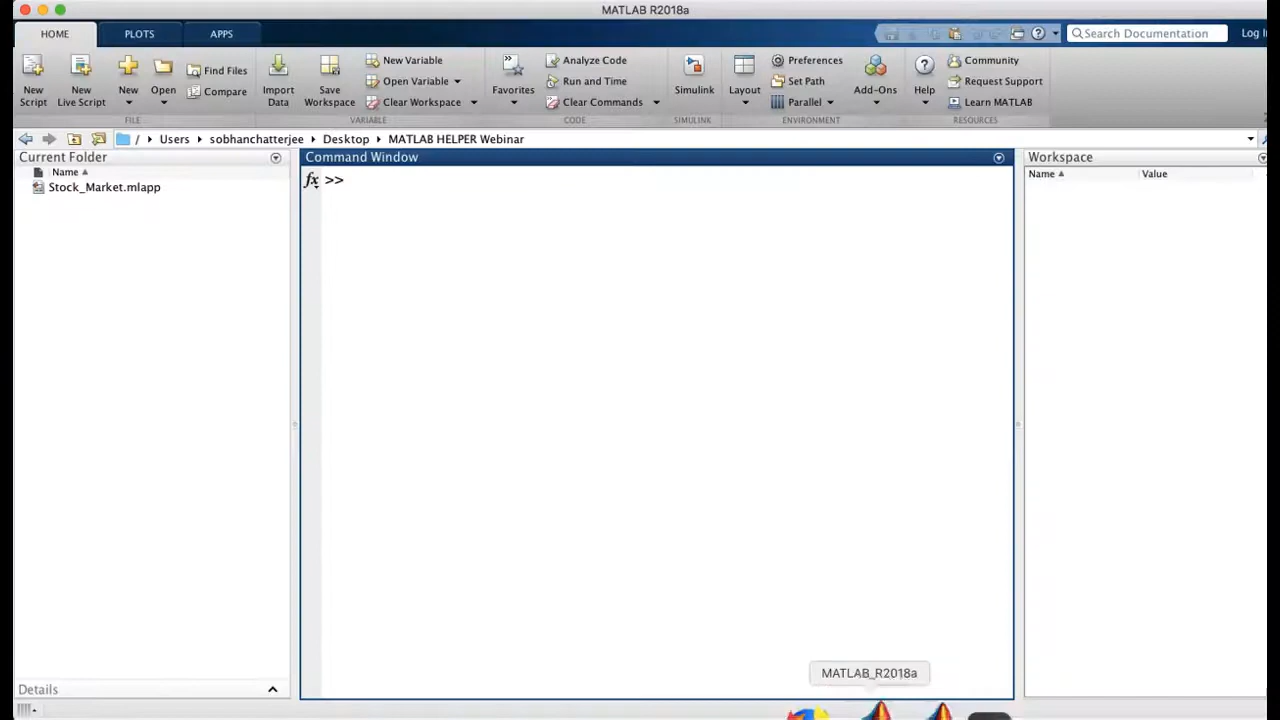 MATLAB R2018a
HOME PLOTS APPS
Search Documentation
Log I
New Script
New Live Script
New
Open
Find Files
Compare
FILE
Import Data
Save Workspace
New Variable
Open Variable
Clear Workspace
VARIABLE
Favorites
Analyze Code
Run and Time
Clear Commands
CODE
Simulink
SIMULINK
Layout
Preferences
Set Path
Parallel
ENVIRONMENT
Add-Ons
Help
Community
Request Support
Learn MATLAB
RESOURCES
/ Users sobhanchatterjee Desktop MATLAB HELPER Webinar
Current Folder
Name
Stock_Market.mlapp
Details
Command Window
fx >>
Workspace
Name Value
MATLAB_R2018a